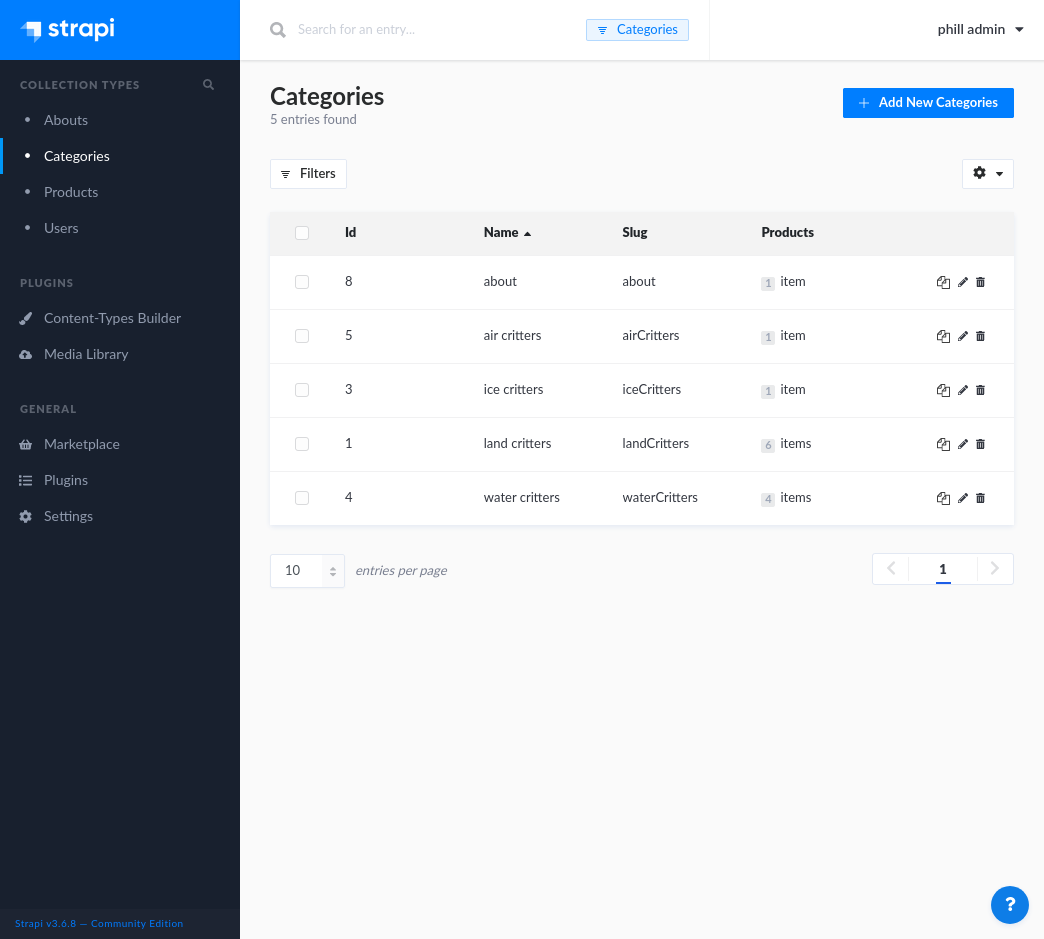 strapi
Search for an entry...
Categories
phill admin
COLLECTION TYPES
Abouts
Categories
Products
Users
PLUGINS
Content-Types Builder
Media Library
GENERAL
Marketplace
Plugins
Settings
Strapi v3.6.8 — Community Edition
Categories
5 entries found
Add New Categories
Filters
Id Name Slug Products
8 about about 1 item
5 air critters airCritters 1 item
3 ice critters iceCritters 1 item
1 land critters landCritters 6 items
4 water critters waterCritters 4 items
10 entries per page
1
?